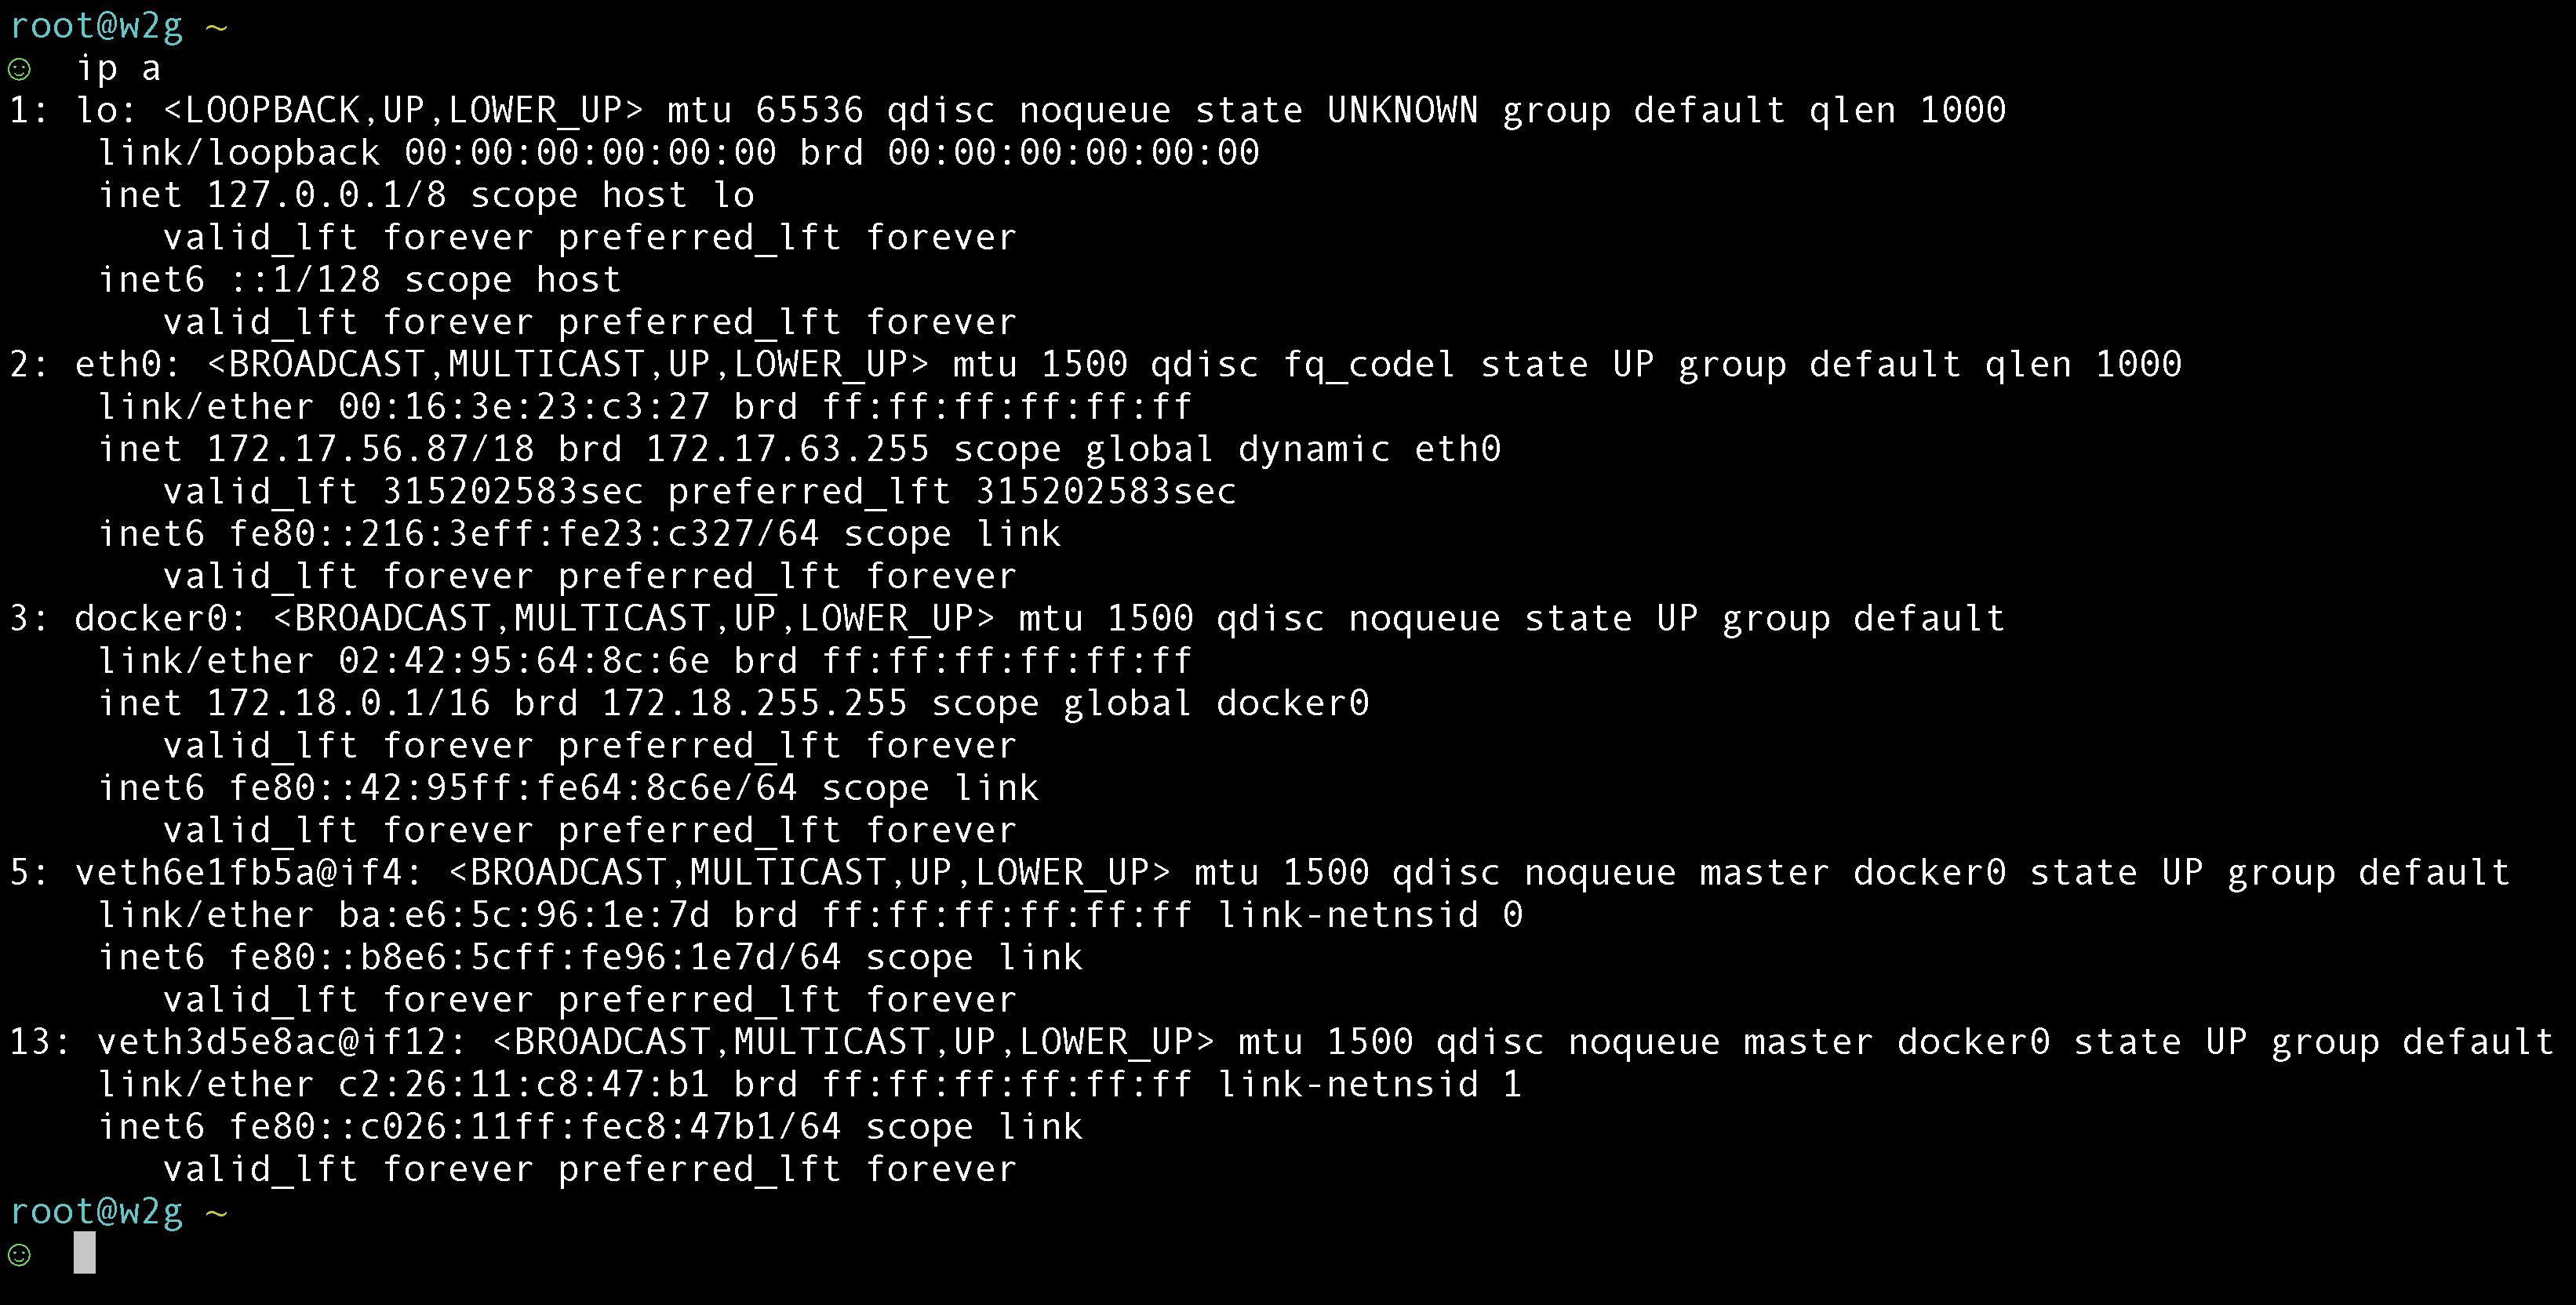 root@w2g ~
☺  ip a
1: lo: <LOOPBACK,UP,LOWER_UP> mtu 65536 qdisc noqueue state UNKNOWN group default qlen 1000
    link/loopback 00:00:00:00:00:00 brd 00:00:00:00:00:00
    inet 127.0.0.1/8 scope host lo
       valid_lft forever preferred_lft forever
    inet6 ::1/128 scope host
       valid_lft forever preferred_lft forever
2: eth0: <BROADCAST,MULTICAST,UP,LOWER_UP> mtu 1500 qdisc fq_codel state UP group default qlen 1000
    link/ether 00:16:3e:23:c3:27 brd ff:ff:ff:ff:ff:ff
    inet 172.17.56.87/18 brd 172.17.63.255 scope global dynamic eth0
       valid_lft 315202583sec preferred_lft 315202583sec
    inet6 fe80::216:3eff:fe23:c327/64 scope link
       valid_lft forever preferred_lft forever
3: docker0: <BROADCAST,MULTICAST,UP,LOWER_UP> mtu 1500 qdisc noqueue state UP group default
    link/ether 02:42:95:64:8c:6e brd ff:ff:ff:ff:ff:ff
    inet 172.18.0.1/16 brd 172.18.255.255 scope global docker0
       valid_lft forever preferred_lft forever
    inet6 fe80::42:95ff:fe64:8c6e/64 scope link
       valid_lft forever preferred_lft forever
5: veth6e1fb5a@if4: <BROADCAST,MULTICAST,UP,LOWER_UP> mtu 1500 qdisc noqueue master docker0 state UP group default
    link/ether ba:e6:5c:96:1e:7d brd ff:ff:ff:ff:ff:ff link-netnsid 0
    inet6 fe80::b8e6:5cff:fe96:1e7d/64 scope link
       valid_lft forever preferred_lft forever
13: veth3d5e8ac@if12: <BROADCAST,MULTICAST,UP,LOWER_UP> mtu 1500 qdisc noqueue master docker0 state UP group default
    link/ether c2:26:11:c8:47:b1 brd ff:ff:ff:ff:ff:ff link-netnsid 1
    inet6 fe80::c026:11ff:fec8:47b1/64 scope link
       valid_lft forever preferred_lft forever
root@w2g ~
☺